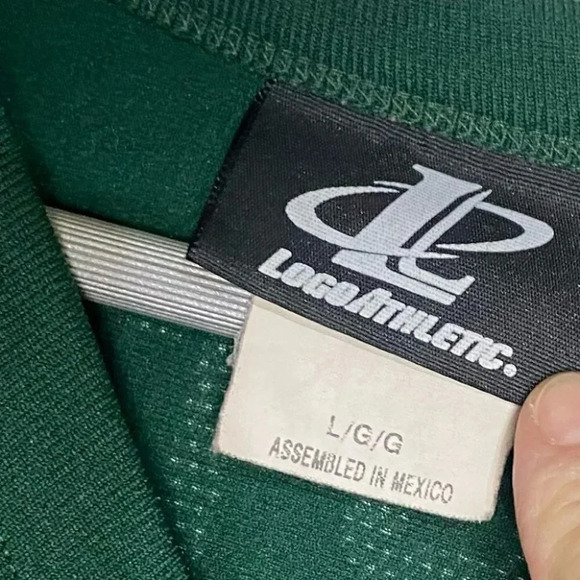 LOGO ATHLETIC.
L/G/G
ASSEMBLED IN MEXICO